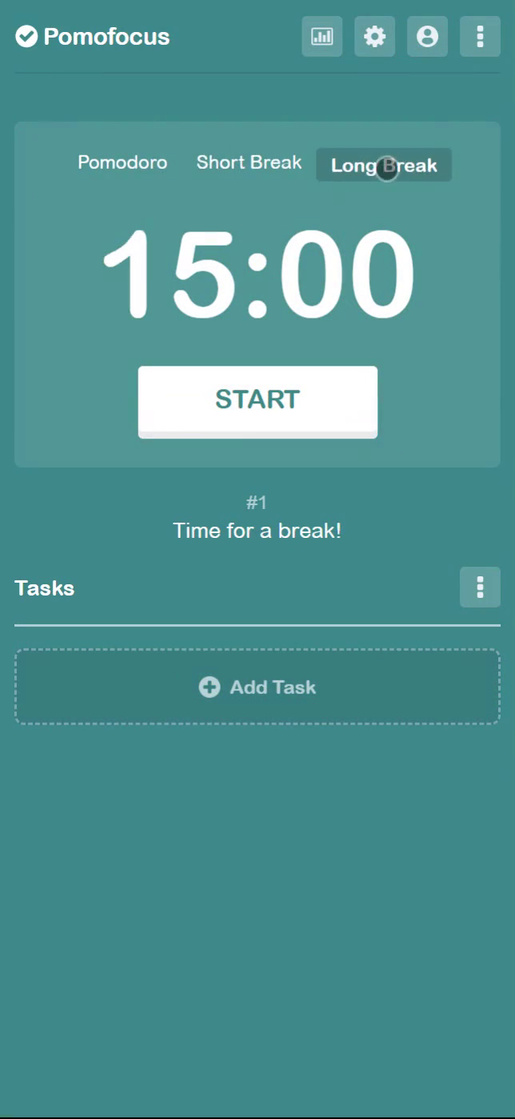 Pomofocus
Pomodoro Short Break Long Break
15:00
START
#1
Time for a break!
Tasks
Add Task